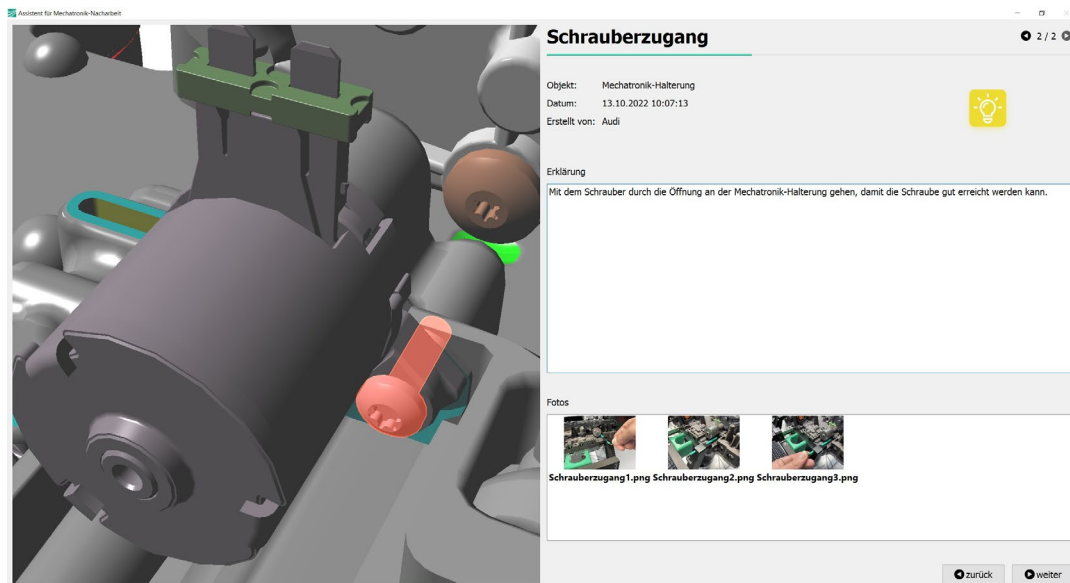 Assistent für Mechatronik-Nacharbeit
Schrauberzugang
2 / 2
Objekt: Mechatronik-Halterung
Datum: 13.10.2022 10:07:13
Erstellt von: Audi
Erklärung
Mit dem Schrauber durch die Öffnung an der Mechatronik-Halterung gehen, damit die Schraube gut erreicht werden kann.
Fotos
Schrauberzugang1.png Schrauberzugang2.png Schrauberzugang3.png
zurück weiter